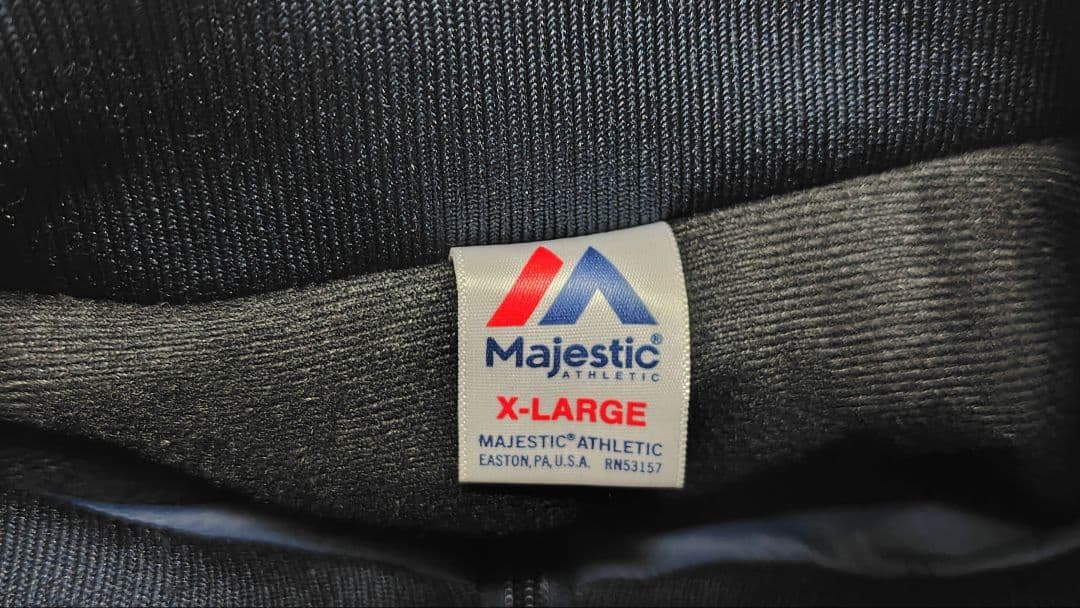 Majestic®
ATHLETIC
X-LARGE
MAJESTIC® ATHLETIC
EASTON, PA, U.S.A. RN53157